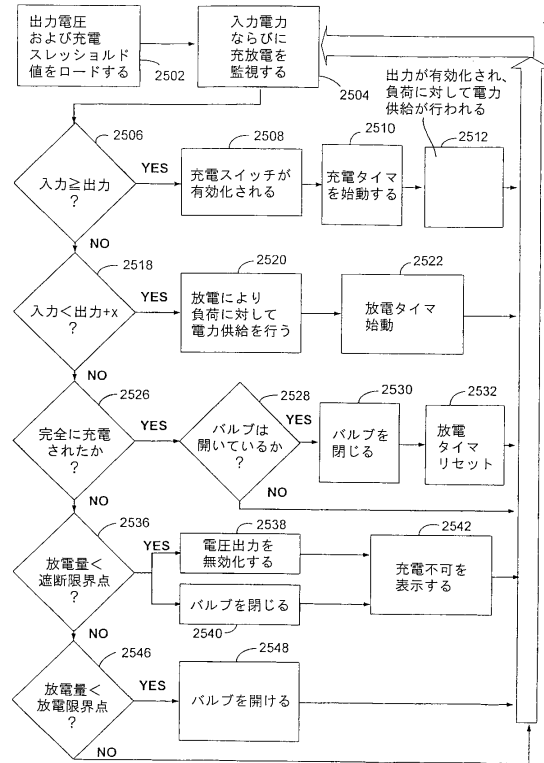 出力電圧
および充電
スレッショルド
値をロードする
2502
入力電力
ならびに
充放電を
監視する
2504
出力が有効化され、
負荷に対して電力
供給が行われる
2512
2506
入力≧出力
?
YES
NO
2508
充電スイッチが
有効化される
2510
充電タイマ
を始動する
2518
入力<出力+x
?
YES
NO
2520
放電により
負荷に対して
電力供給を行う
2522
放電タイマ
始動
2526
完全に充電
されたか
?
YES
NO
2528
バルブは
開いているか
?
YES
NO
2530
バルブを
閉じる
2532
放電
タイマ
リセット
2536
放電量<
遮断限界点
?
YES
NO
2538
電圧出力を
無効化する
バルブを閉じる
2540
2542
充電不可を
表示する
2546
放電量<
放電限界点
?
YES
NO
2548
バルブを開ける